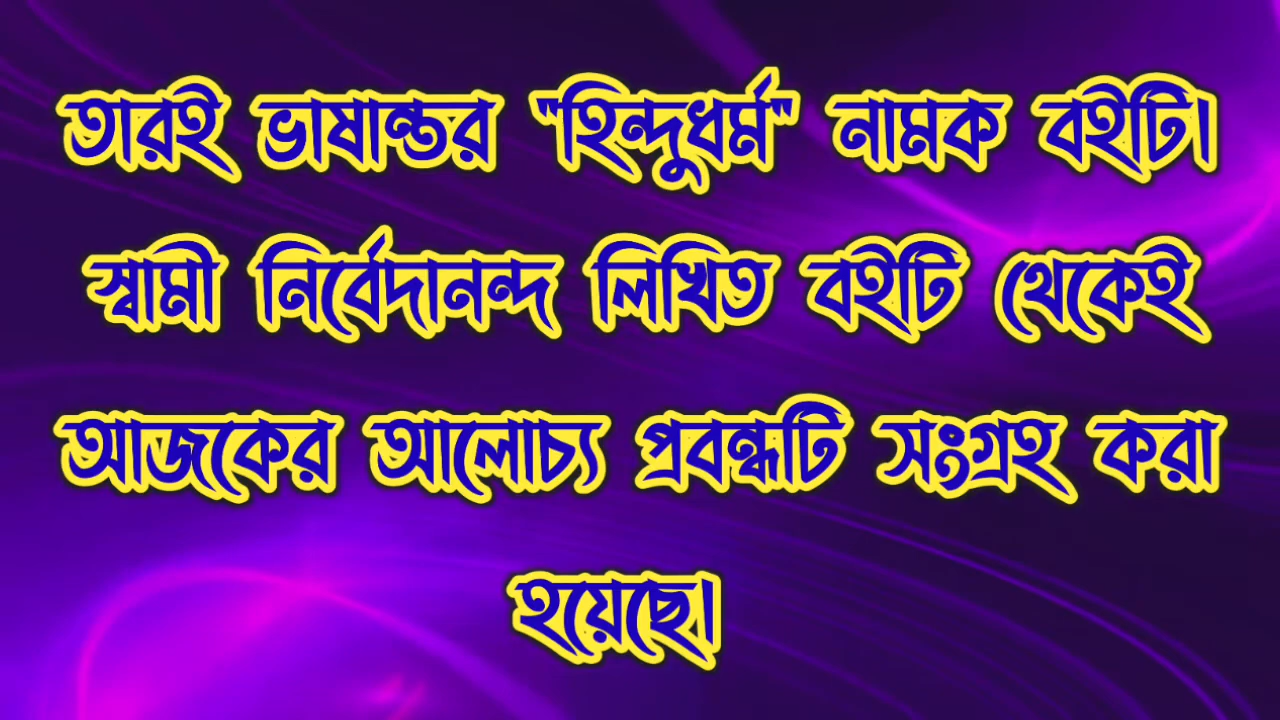 তারই ভাষান্তর "হিন্দুধর্ম" নামক বইটি।
স্বামী নির্বেদানন্দ লিখিত বইটি থেকেই
আজকের আলোচ্য প্রবন্ধটি সংগ্রহ করা
হয়েছে।